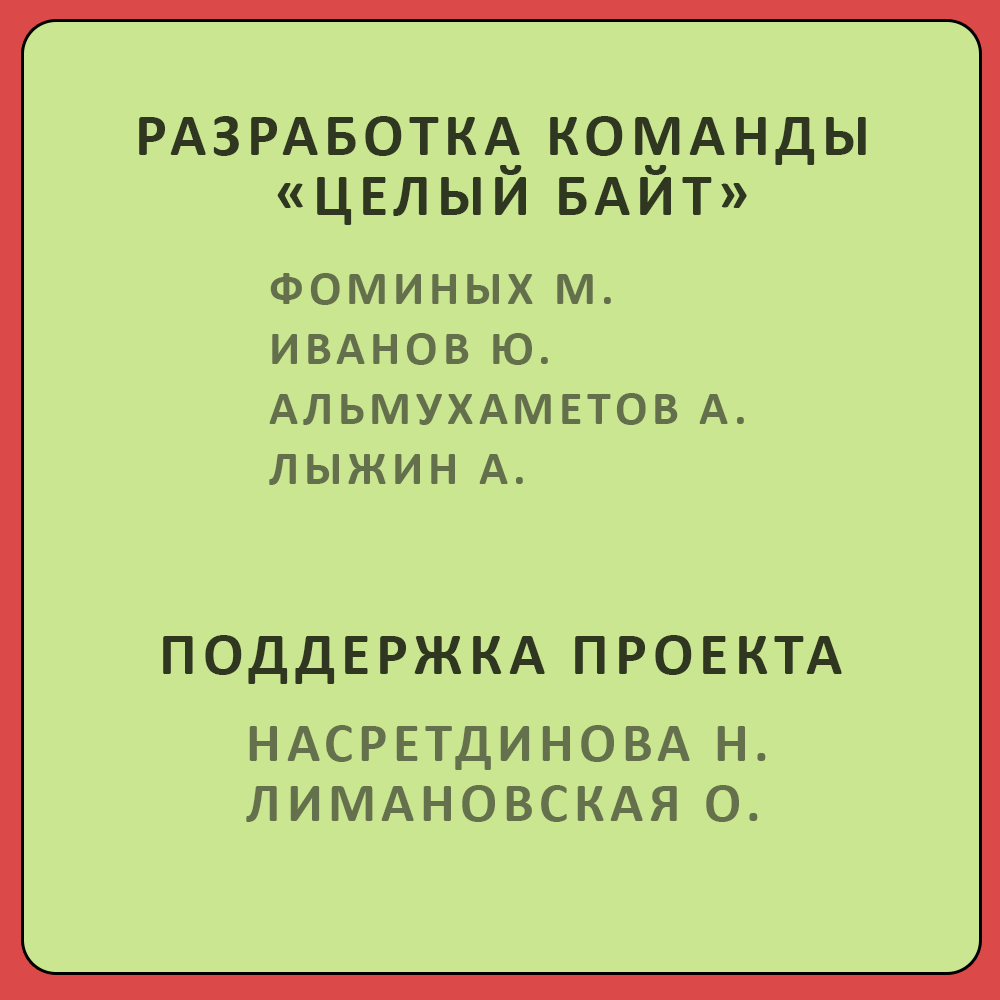 РАЗРАБОТКА КОМАНДЫ
«ЦЕЛЫЙ БАЙТ»
ФОМИНЫХ М.
ИВАНОВ Ю.
АЛЬМУХАМЕТОВ А.
ЛЫЖИН А.
ПОДДЕРЖКА ПРОЕКТА
НАСРЕТДИНОВА Н.
ЛИМАНОВСКАЯ О.